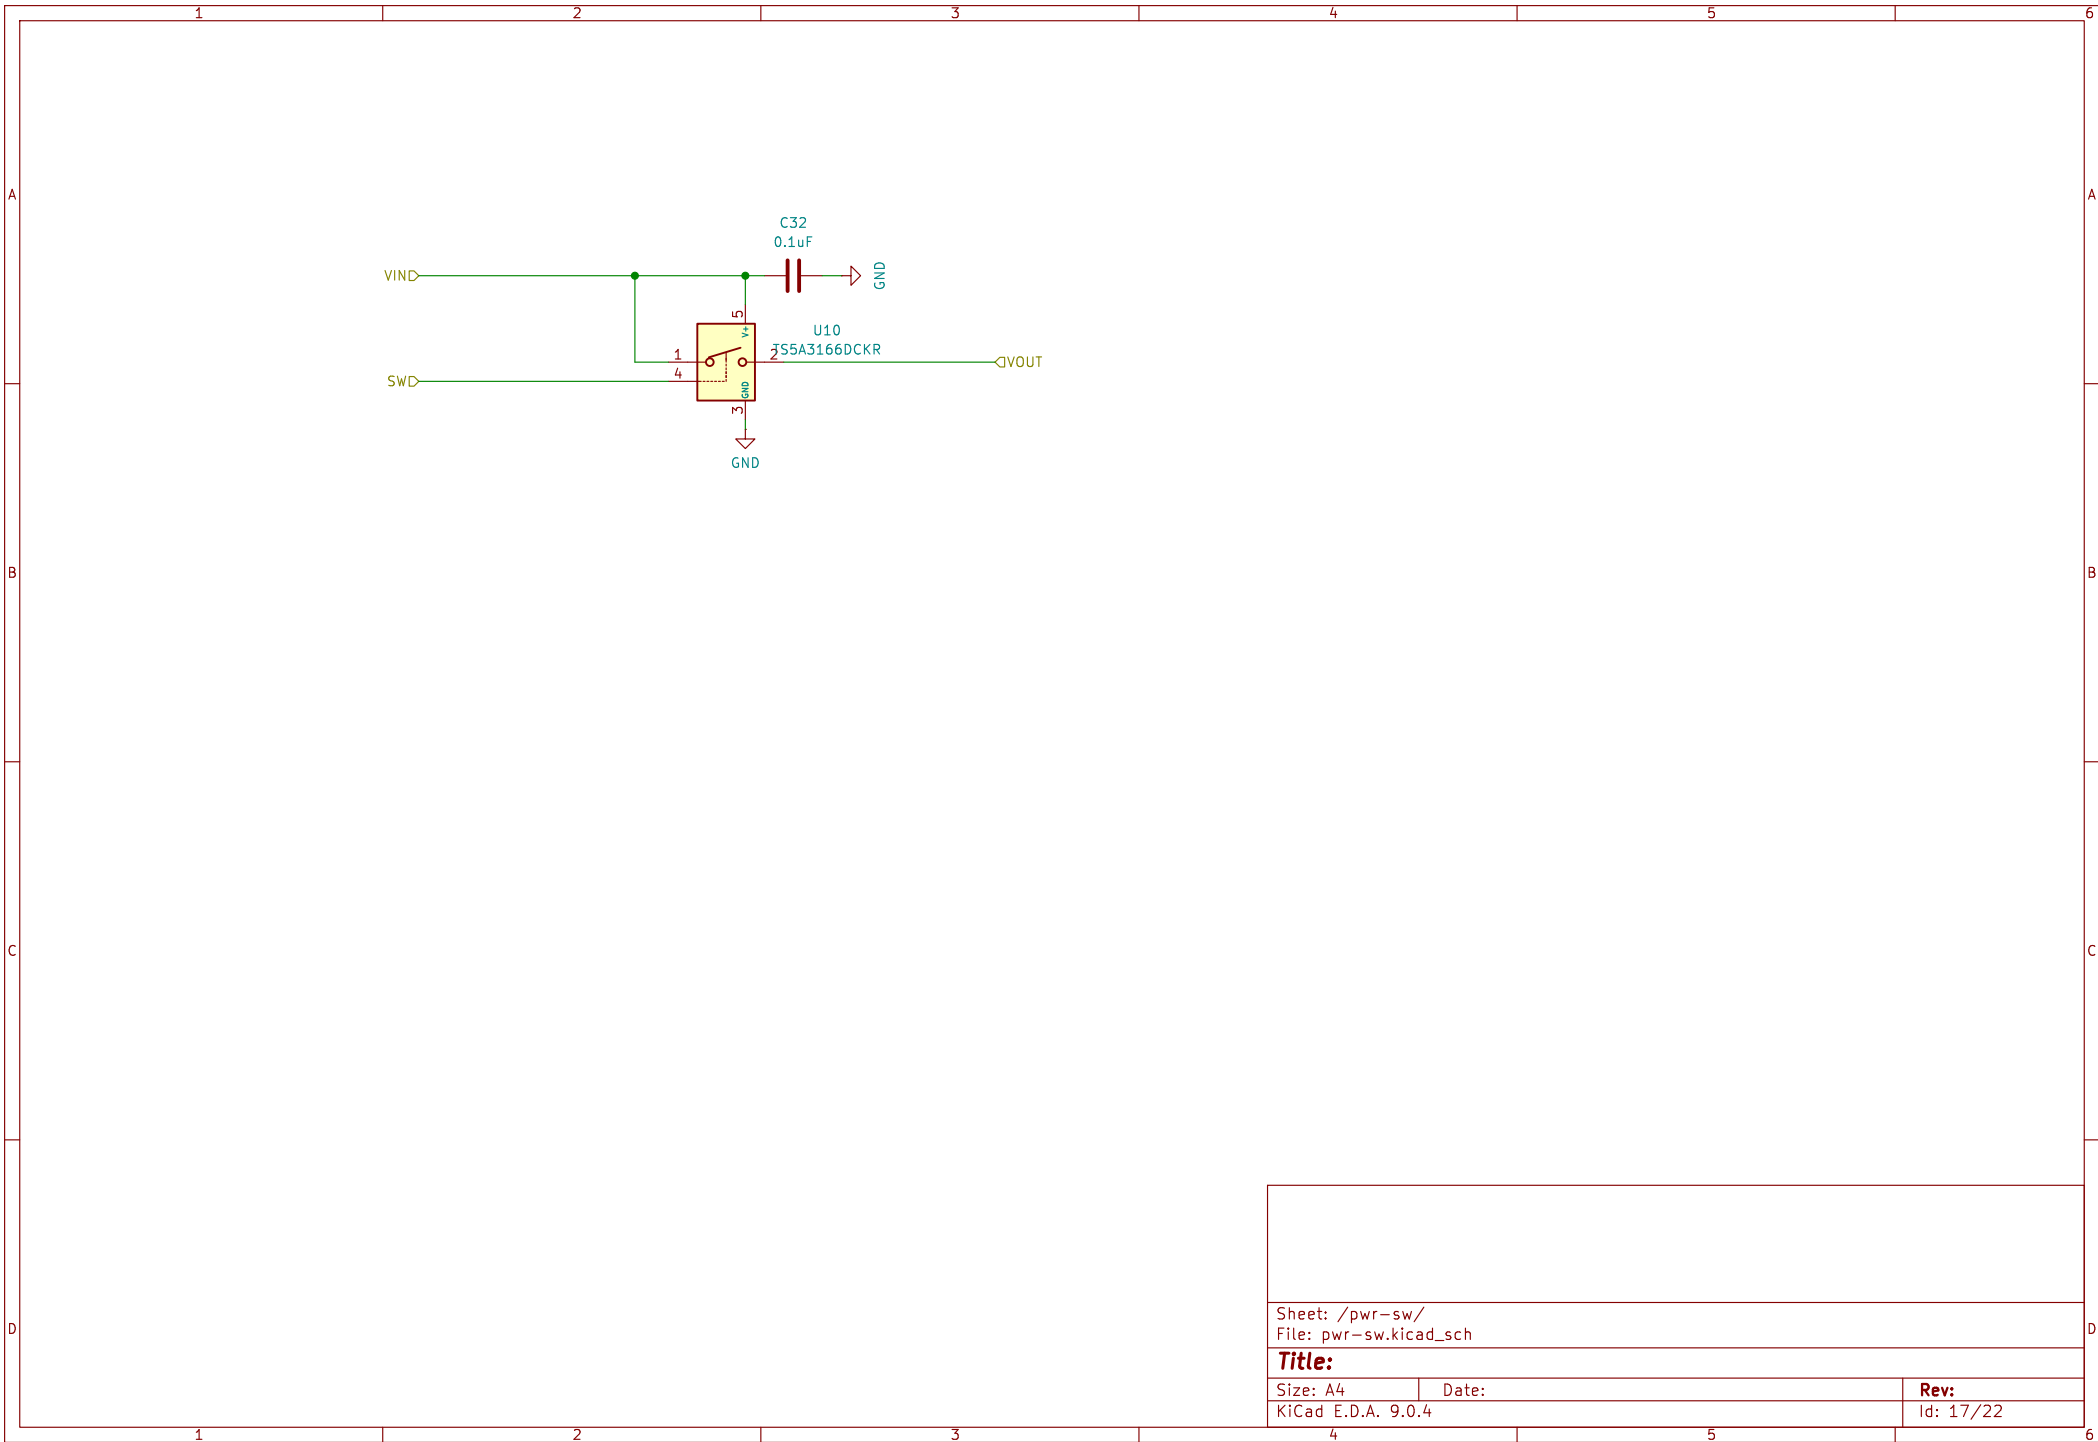 1 2 3 4 5 6
A A
C32
0.1uF
VIN GND
5
V+
U10
TS5A3166DCKR
1 2 VOUT
4
SW
GND
3
GND
B B
C C
D D
Sheet: /pwr-sw/
File: pwr-sw.kicad_sch
Title:
Size: A4 Date: Rev:
KiCad E.D.A. 9.0.4 Id: 17/22
1 2 3 4 5 6